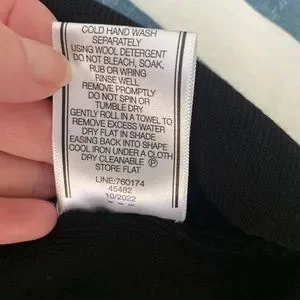 COLD HAND WASH
SEPARATELY
USING WOOL DETERGENT
DO NOT BLEACH, SOAK,
RUB OR WRING
RINSE WELL
REMOVE PROMPTLY
DO NOT SPIN OR
TUMBLE DRY
GENTLY ROLL IN A TOWEL TO
REMOVE EXCESS WATER
DRY FLAT IN SHADE
EASING BACK INTO SHAPE
COOL IRON UNDER A CLOTH
DRY CLEANABLE Ⓟ
STORE FLAT
LINE:760174
45482
10/2022